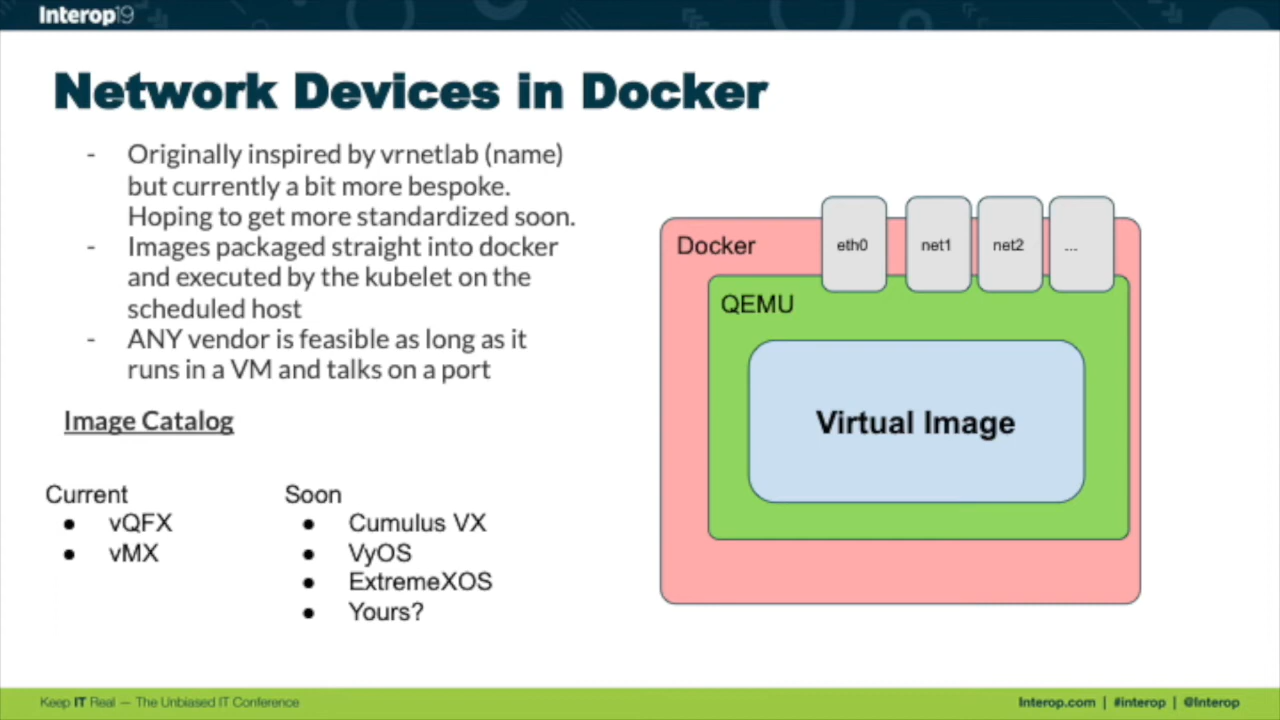 Interop19
Network Devices in Docker
- Originally inspired by vrnetlab (name)
but currently a bit more bespoke.
Hoping to get more standardized soon.
- Images packaged straight into docker
and executed by the kubelet on the
scheduled host
- ANY vendor is feasible as long as it
runs in a VM and talks on a port
Image Catalog
Current
● vQFX
● vMX
Soon
● Cumulus VX
● VyOS
● ExtremeXOS
● Yours?
Docker
eth0
net1
net2
...
QEMU
Virtual Image
Keep IT Real — The Unbiased IT Conference
Interop.com | #interop | @Interop